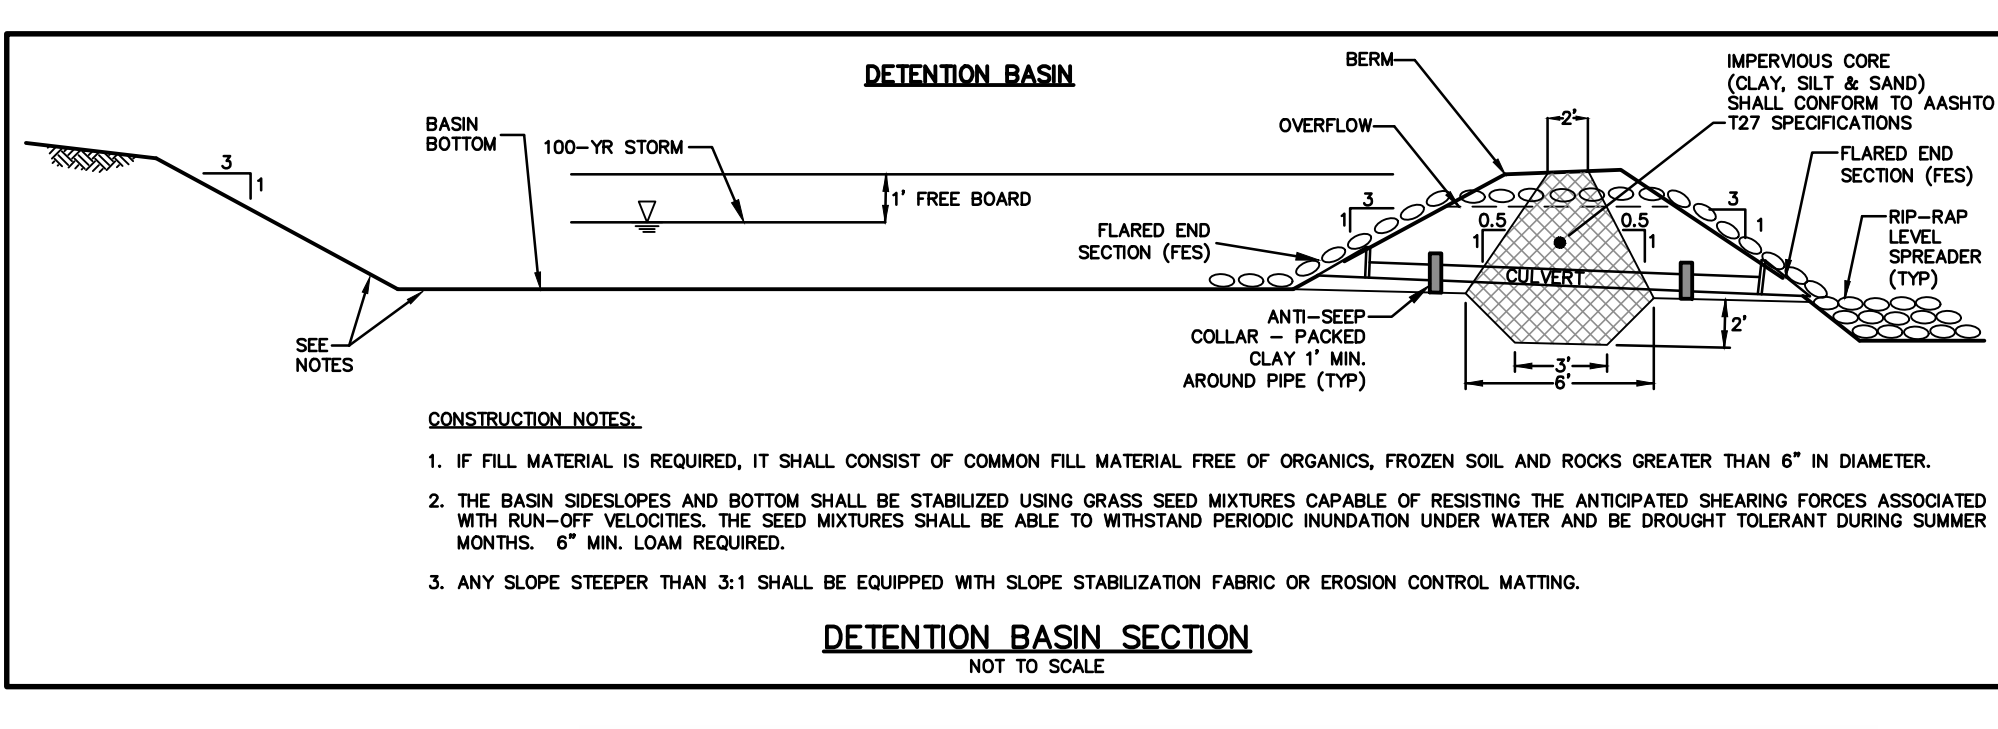 DETENTION BASIN
BERM
IMPERVIOUS CORE
(CLAY, SILT & SAND)
SHALL CONFORM TO AASHTO
T27 SPECIFICATIONS
BASIN
BOTTOM
100-YR STORM
OVERFLOW
2'
FLARED END
SECTION (FES)
3
1
1' FREE BOARD
3
1
0.5
1
0.5
1
3
1
FLARED END
SECTION (FES)
RIP-RAP
LEVEL
SPREADER
(TYP)
CULVERT
SEE
NOTES
ANTI-SEEP
COLLAR - PACKED
CLAY 1' MIN.
AROUND PIPE (TYP)
2'
3'
6'
CONSTRUCTION NOTES:
1. IF FILL MATERIAL IS REQUIRED, IT SHALL CONSIST OF COMMON FILL MATERIAL FREE OF ORGANICS, FROZEN SOIL AND ROCKS GREATER THAN 6" IN DIAMETER.
2. THE BASIN SIDESLOPES AND BOTTOM SHALL BE STABILIZED USING GRASS SEED MIXTURES CAPABLE OF RESISTING THE ANTICIPATED SHEARING FORCES ASSOCIATED
WITH RUN-OFF VELOCITIES. THE SEED MIXTURES SHALL BE ABLE TO WITHSTAND PERIODIC INUNDATION UNDER WATER AND BE DROUGHT TOLERANT DURING SUMMER
MONTHS. 6" MIN. LOAM REQUIRED.
3. ANY SLOPE STEEPER THAN 3:1 SHALL BE EQUIPPED WITH SLOPE STABILIZATION FABRIC OR EROSION CONTROL MATTING.
DETENTION BASIN SECTION
NOT TO SCALE